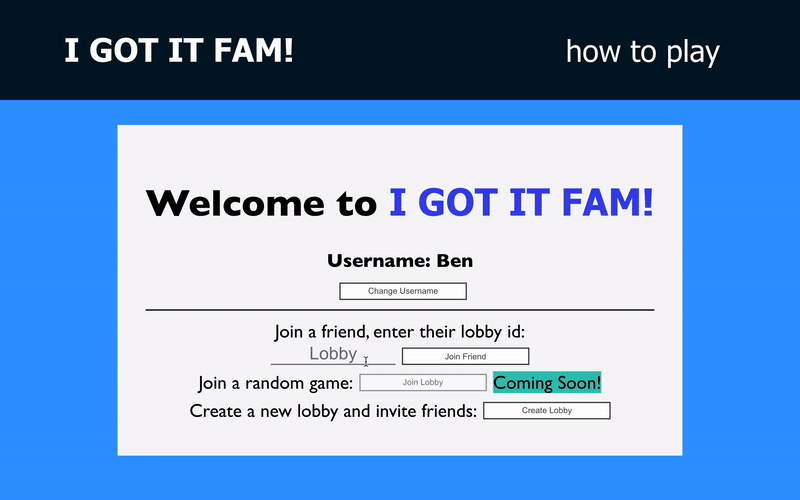 I GOT IT FAM! how to play
Welcome to I GOT IT FAM!
Username: Ben
Change Username
Join a friend, enter their lobby id:
Lobby Join Friend
Join a random game: Join Lobby Coming Soon!
Create a new lobby and invite friends: Create Lobby